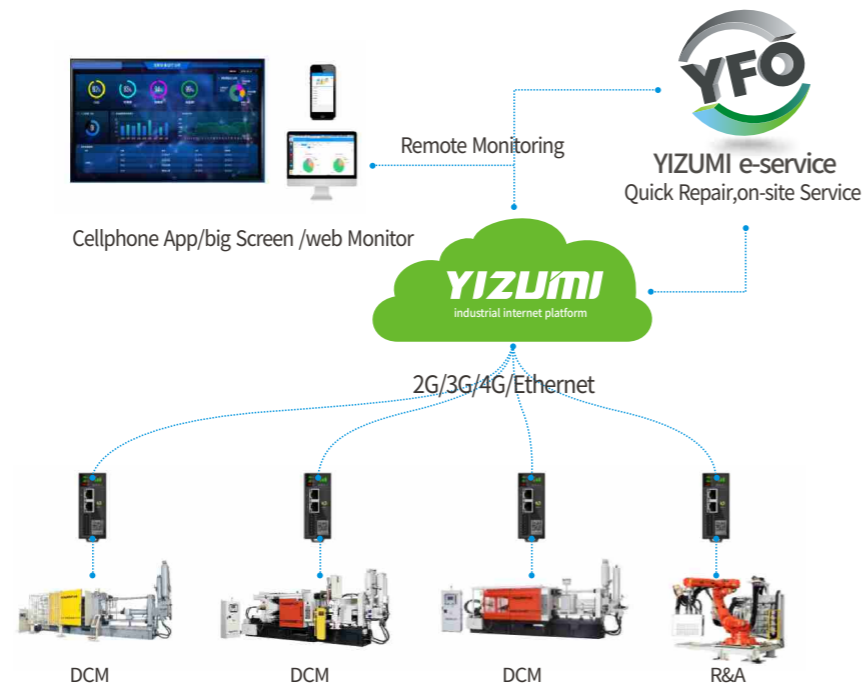 YFO
Remote Monitoring
YIZUMI e-service
Quick Repair,on-site Service
Cellphone App/big Screen /web Monitor
YIZUMI
industrial internet platform
2G/3G/4G/Ethernet
DCM
DCM
DCM
R&A